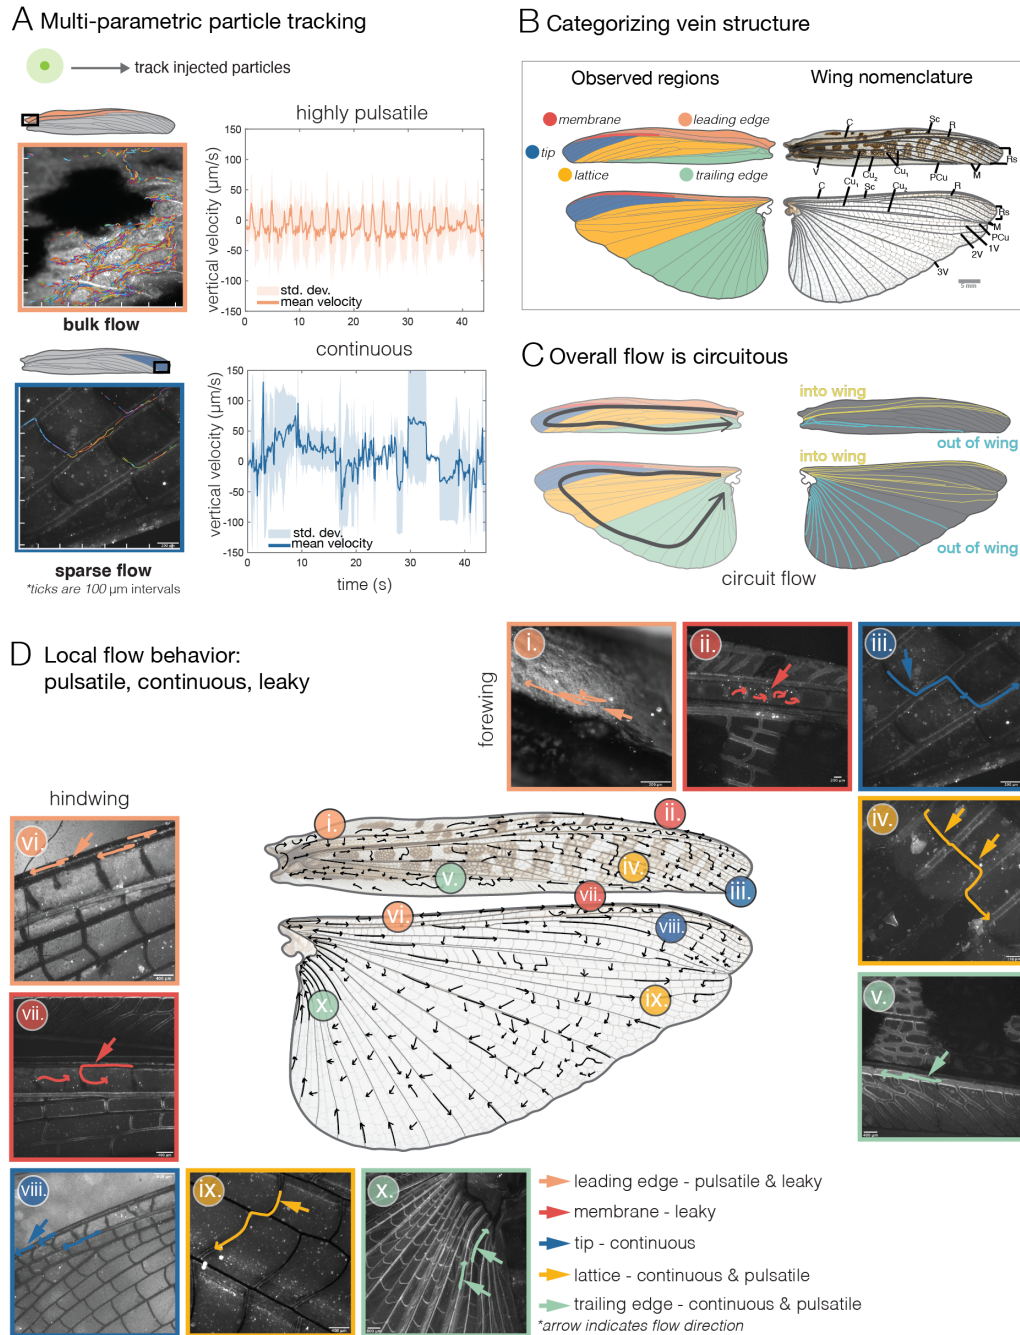 A Multi-parametric particle tracking
track injected particles
highly pulsatile
vertical velocity (µm/s)
150
100
50
0
-50
-100
-150
std. dev.
mean velocity
0
10
20
30
40
bulk flow
continuous
vertical velocity (µm/s)
150
100
50
0
-50
-100
-150
std. dev.
mean velocity
0
10
20
30
40
time (s)
sparse flow
*ticks are 100 µm intervals
B Categorizing vein structure
Observed regions
Wing nomenclature
membrane
leading edge
tip
lattice
trailing edge
C
Sc
R
Rs
V
Cu2
Cu1
PCu
M
C
Cu1
Sc
Cu2
R
Rs
M
PCu
1V
2V
3V
5 mm
C Overall flow is circuitous
into wing
out of wing
into wing
out of wing
circuit flow
D Local flow behavior:
pulsatile, continuous, leaky
forewing
i.
ii.
iii.
hindwing
vi.
iv.
i.
ii.
v.
iv.
iii.
vii.
vi.
viii.
x.
ix.
vii.
v.
viii.
ix.
x.
leading edge - pulsatile & leaky
membrane - leaky
tip - continuous
lattice - continuous & pulsatile
trailing edge - continuous & pulsatile
*arrow indicates flow direction